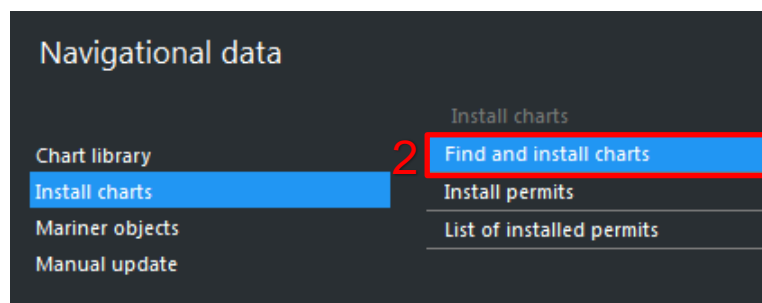 Navigational data
Install charts
Chart library
2 Find and install charts
Install charts
Install permits
Mariner objects
List of installed permits
Manual update